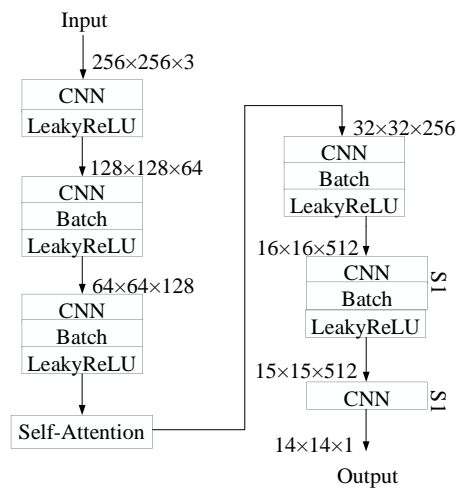 Input
256×256×3
CNN
LeakyReLU
128×128×64
CNN
Batch
LeakyReLU
64×64×128
CNN
Batch
LeakyReLU
Self-Attention
32×32×256
CNN
Batch
LeakyReLU
16×16×512
CNN
Batch
LeakyReLU
S1
15×15×512
CNN
S1
14×14×1
Output